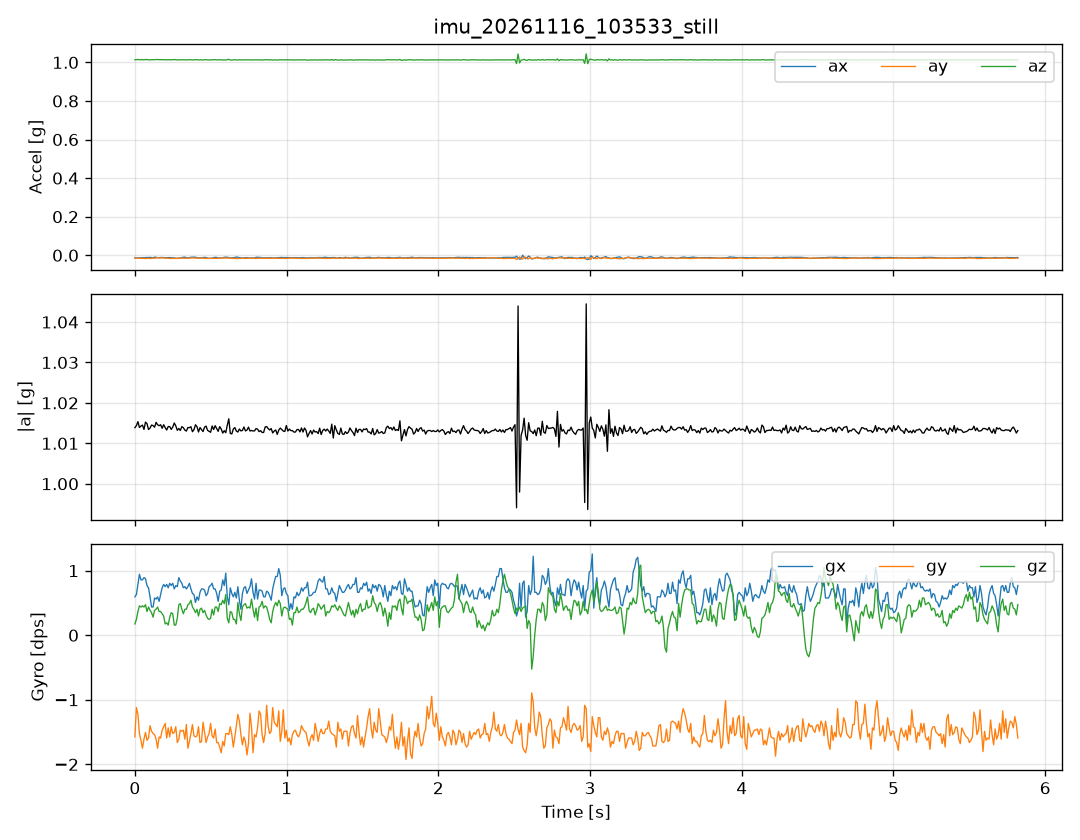 imu_20261116_103533_still
Accel [g]
1.0
0.8
0.6
0.4
0.2
0.0
ax ay az
|a| [g]
1.04
1.03
1.02
1.01
1.00
Gyro [dps]
1
0
−1
−2
gx gy gz
0 1 2 3 4 5 6
Time [s]